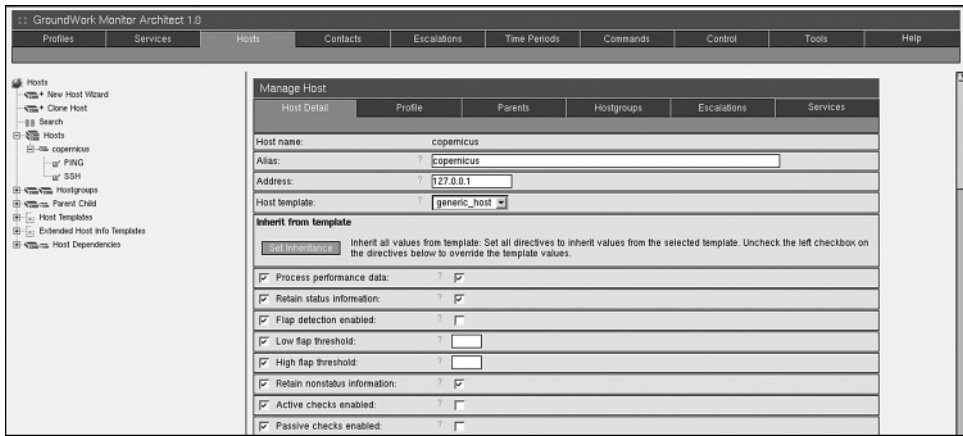 :: GroundWork Monitor Architect 1.0
Profiles Services Hosts Contacts Escalations Time Periods Commands Control Tools Help
Hosts
New Host Wizard
Clone Host
Search
Hosts
copernicus
PING
SSH
Hostgroups
Parent Child
Host Templates
Extended Host Info Templates
Host Dependencies
Manage Host
Host Detail Profile Parents Hostgroups Escalations Services
Host name: copernicus
Alias: ? copernicus
Address: ? 127.0.0.1
Host template: ? generic_host
Inherit from template
Set Inheritance
Inherit all values from template: Set all directives to inherit values from the selected template. Uncheck the left checkbox on
the directives below to override the template values.
Process performance data: ?
Retain status information: ?
Flap detection enabled: ?
Low flap threshold: ?
High flap threshold: ?
Retain nonstatus information: ?
Active checks enabled: ?
Passive checks enabled: ?